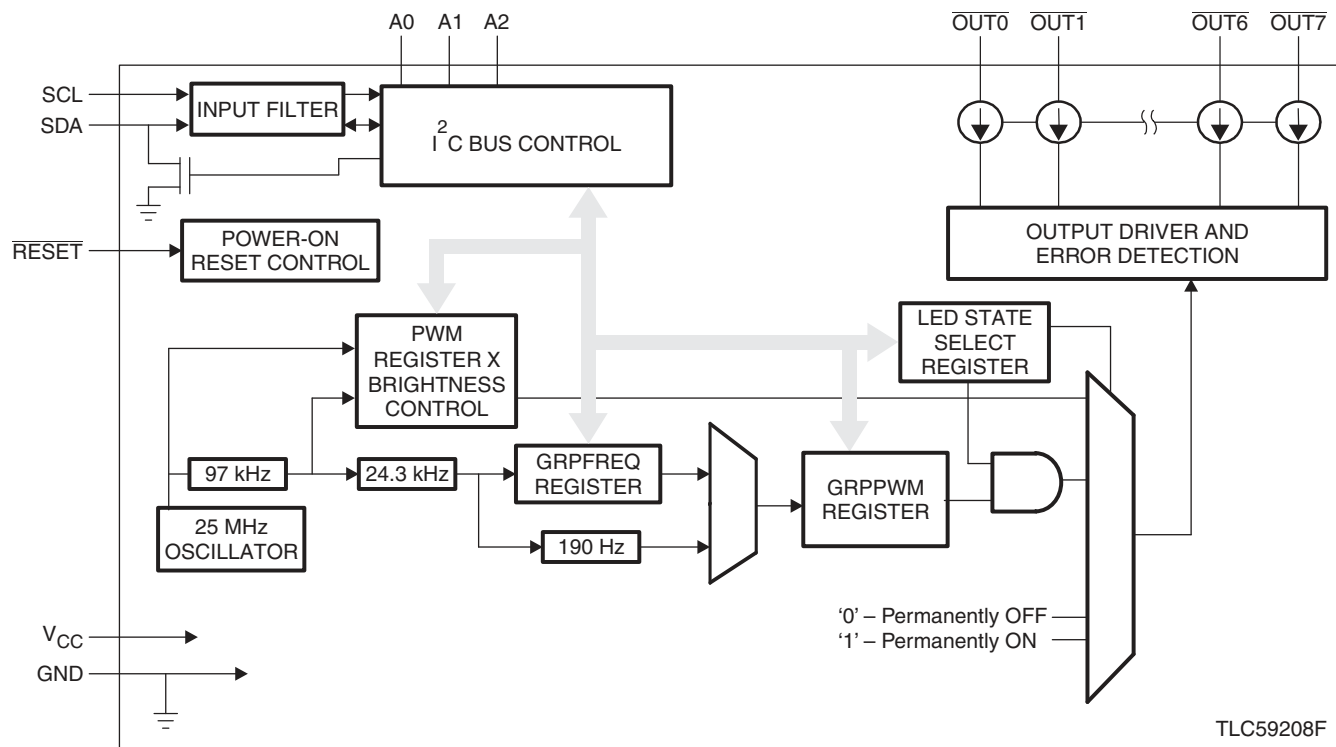 A0 A1 A2
OUT0 OUT1 OUT6 OUT7
SCL
SDA
INPUT FILTER
I2C BUS CONTROL
RESET
POWER-ON
RESET CONTROL
OUTPUT DRIVER AND
ERROR DETECTION
PWM
REGISTER X
BRIGHTNESS
CONTROL
LED STATE
SELECT
REGISTER
97 kHz
24.3 kHz
GRPFREQ
REGISTER
GRPPWM
REGISTER
25 MHz
OSCILLATOR
190 Hz
'0' – Permanently OFF
'1' – Permanently ON
VCC
GND
TLC59208F